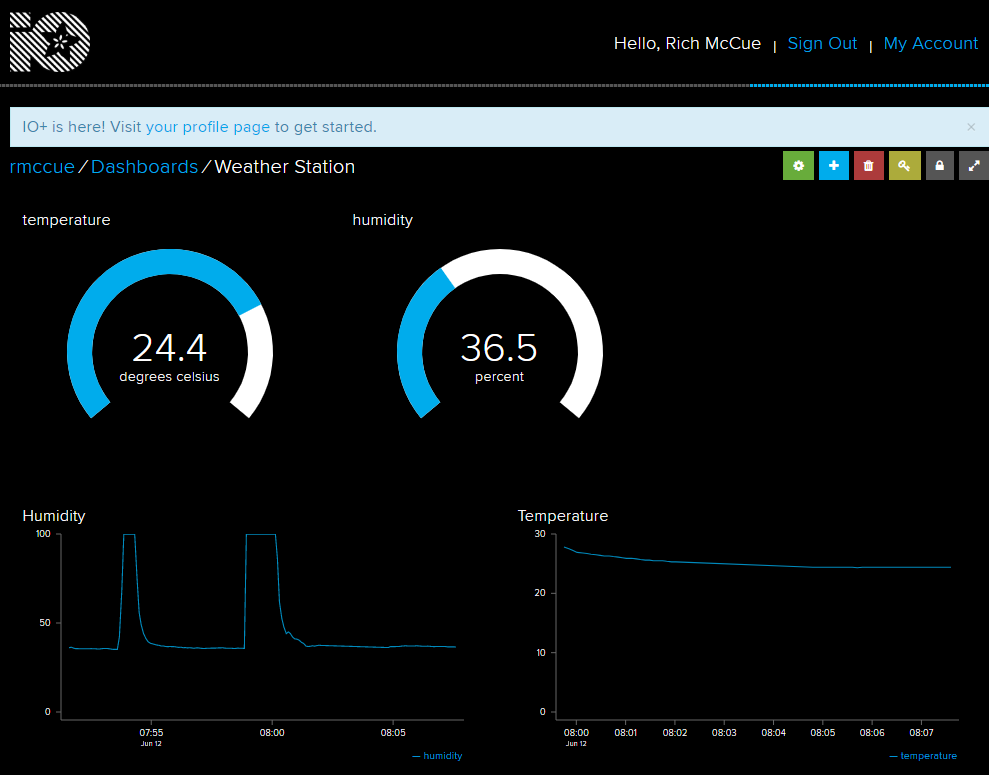 IO
Hello, Rich McCue | Sign Out | My Account
IO+ is here! Visit your profile page to get started. ×
rmccue / Dashboards / Weather Station
temperature
24.4
degrees celsius
humidity
36.5
percent
Humidity
100
50
0
07:55 08:00 08:05
Jun 12
humidity
Temperature
30
20
10
0
08:00 08:01 08:02 08:03 08:04 08:05 08:06 08:07
Jun 12
temperature